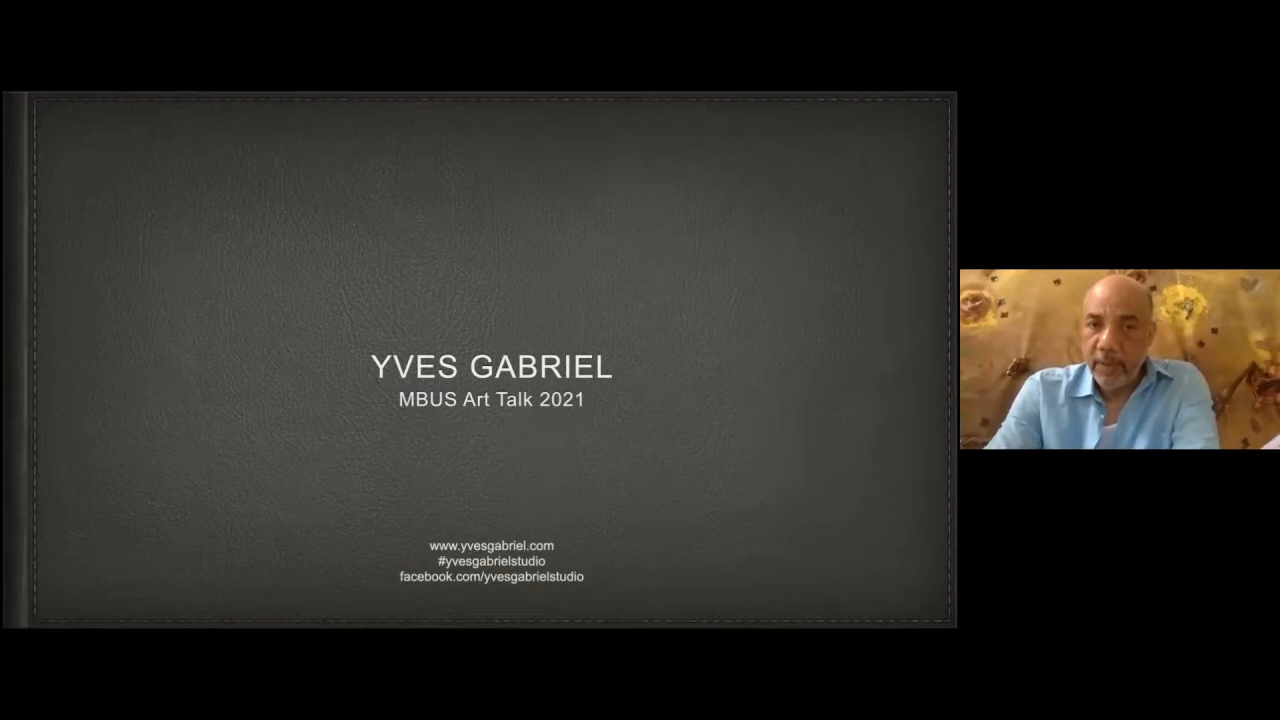 YVES GABRIEL
MBUS Art Talk 2021
www.yvesgabriel.com
#yvesgabrielstudio
facebook.com/yvesgabrielstudio